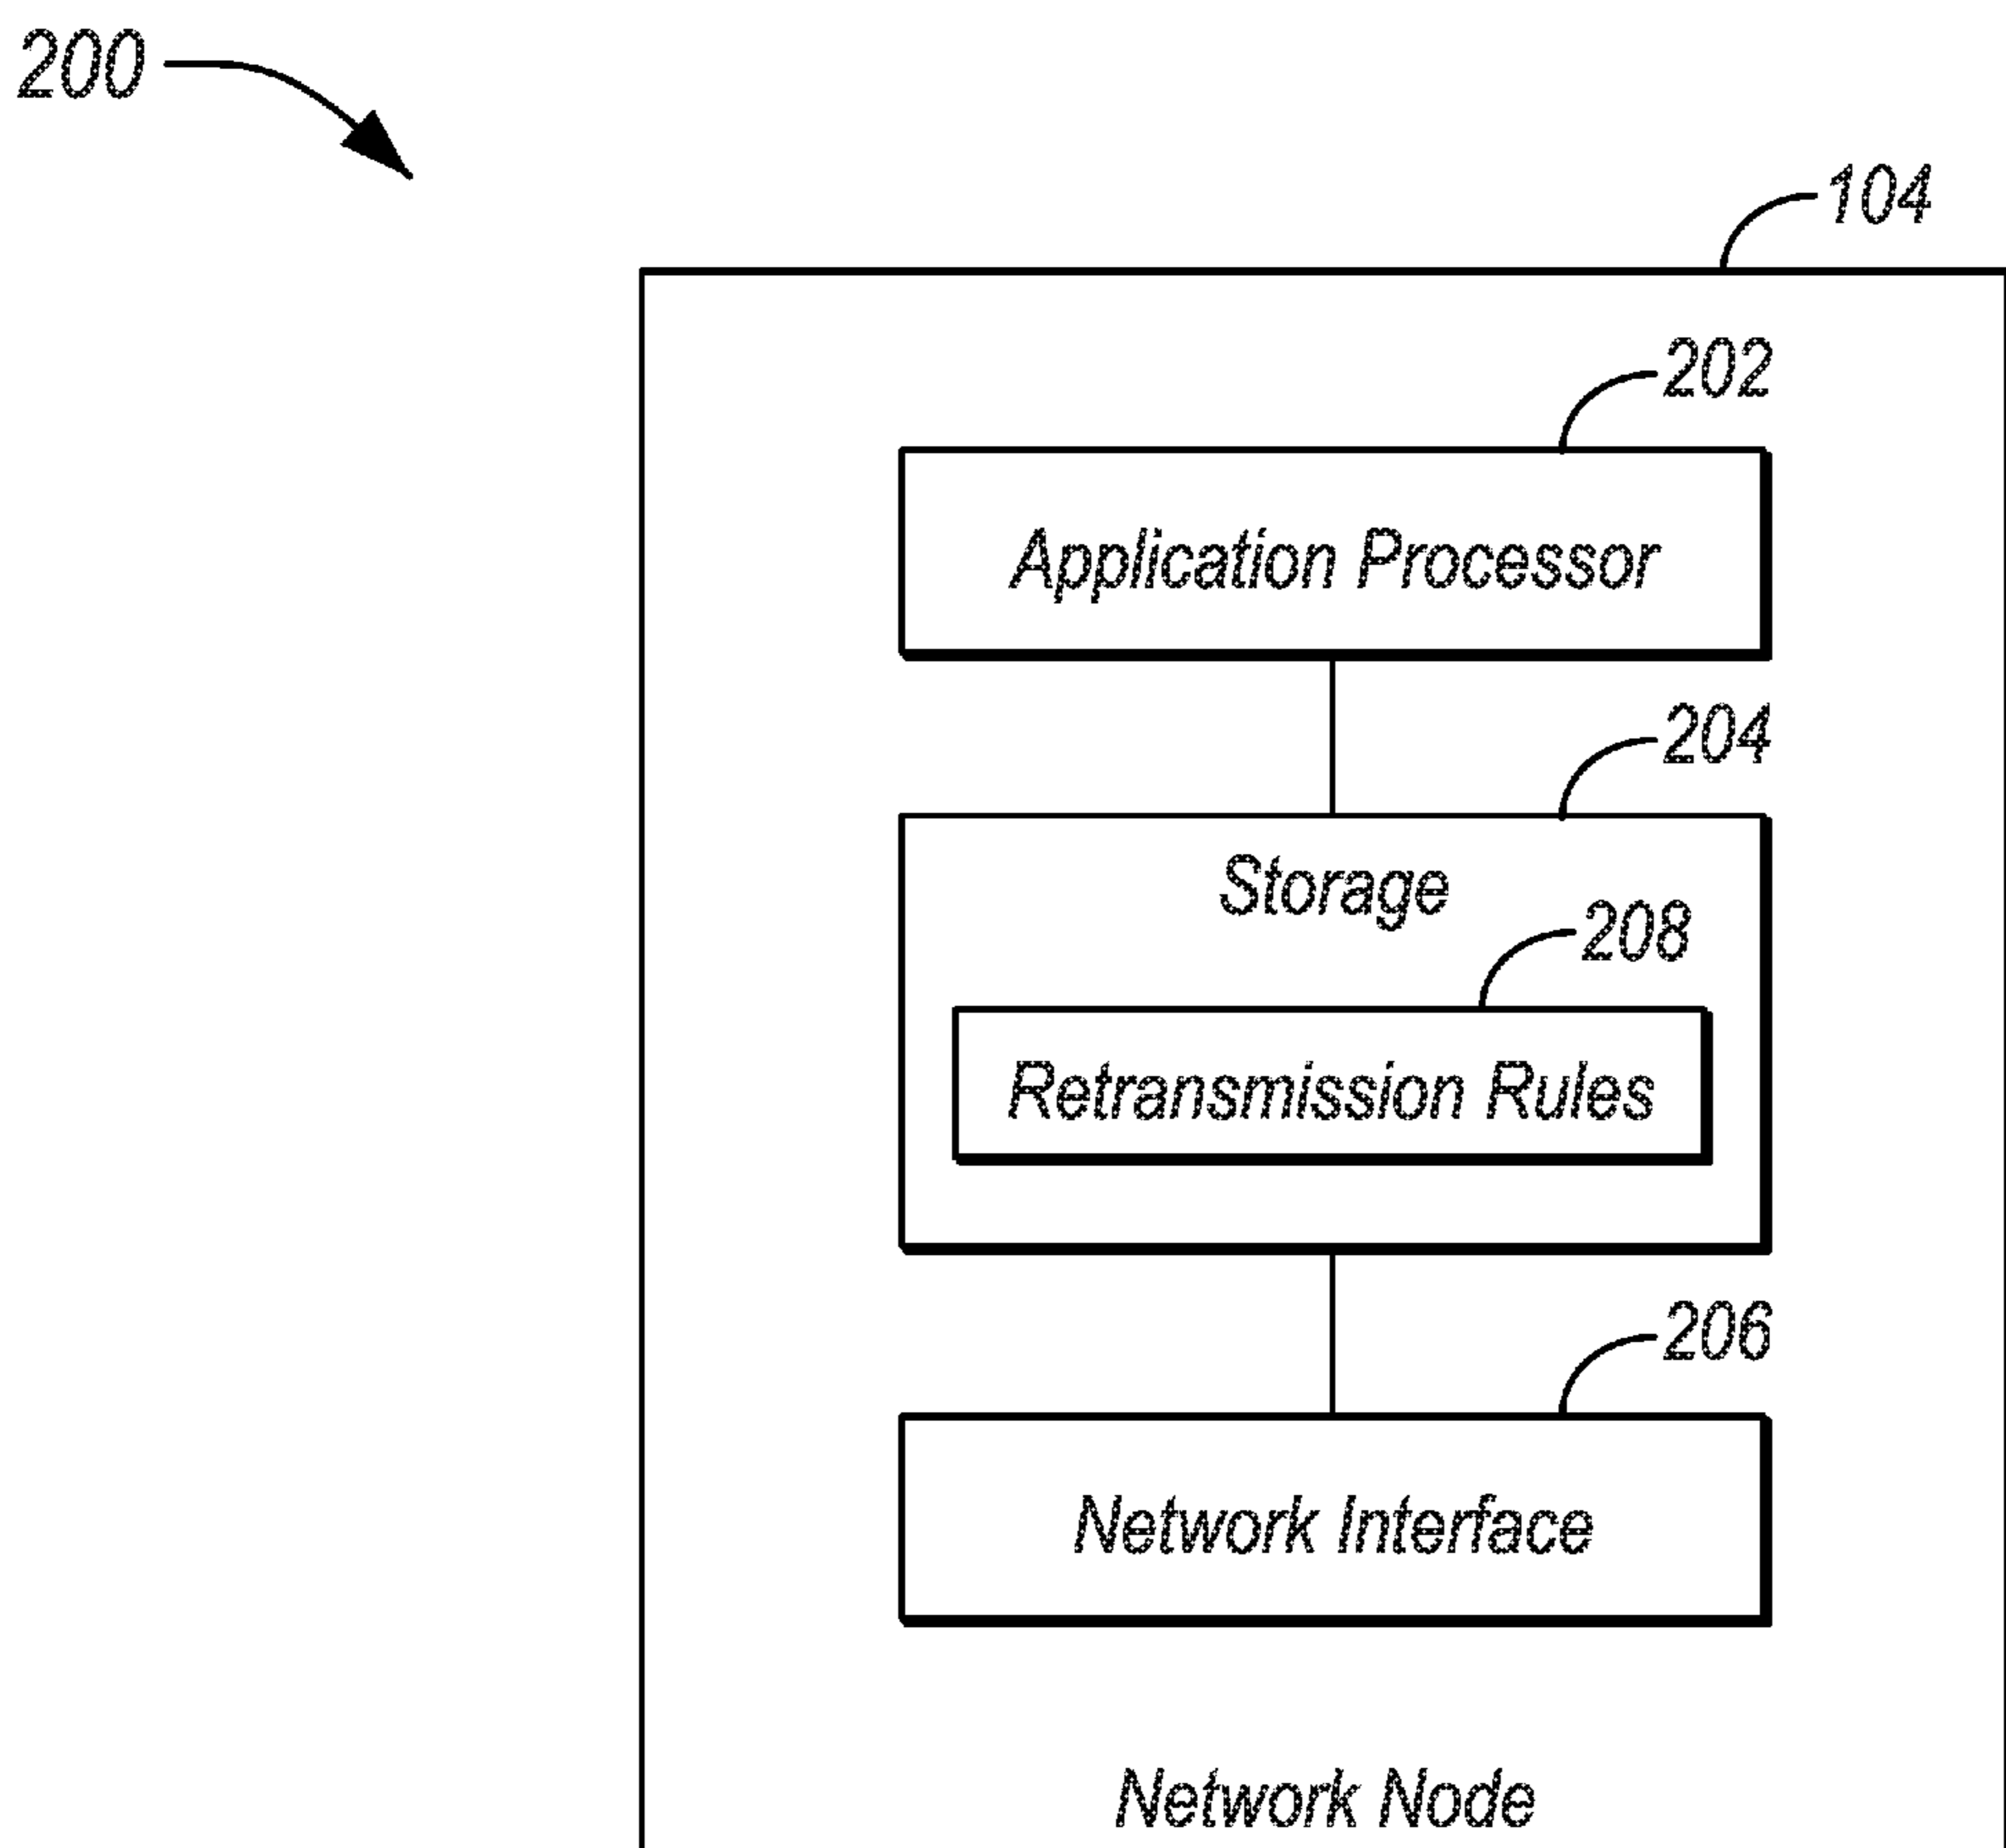 200
104
202
Application Processor
204
Storage
208
Retransmission Rules
206
Network Interface
Network Node